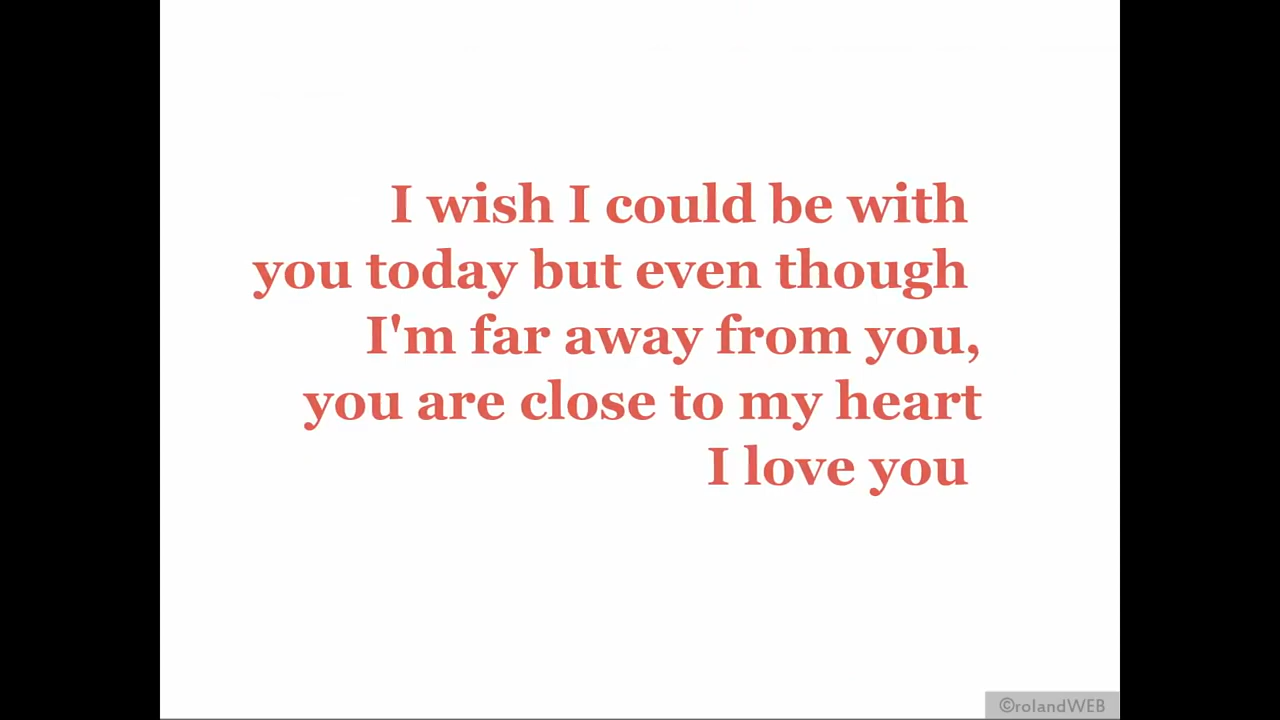 I wish I could be with
you today but even though
I'm far away from you,
you are close to my heart
I love you
©rolandWEB